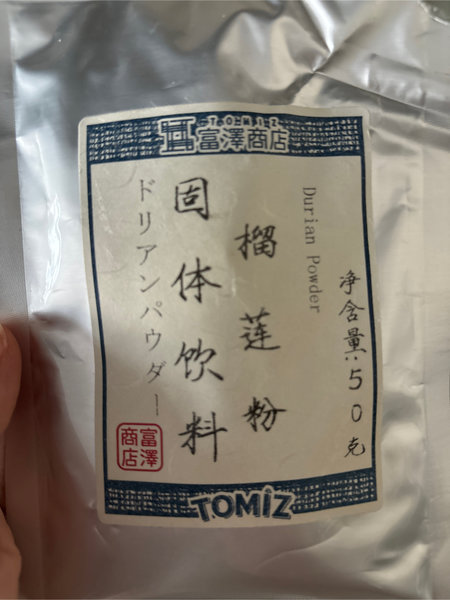 TOMIZ
富澤商店
净含量:50克
Durian Powder
榴莲粉
固体饮料
ドリアンパウダー
富澤
商店
TOMIZ